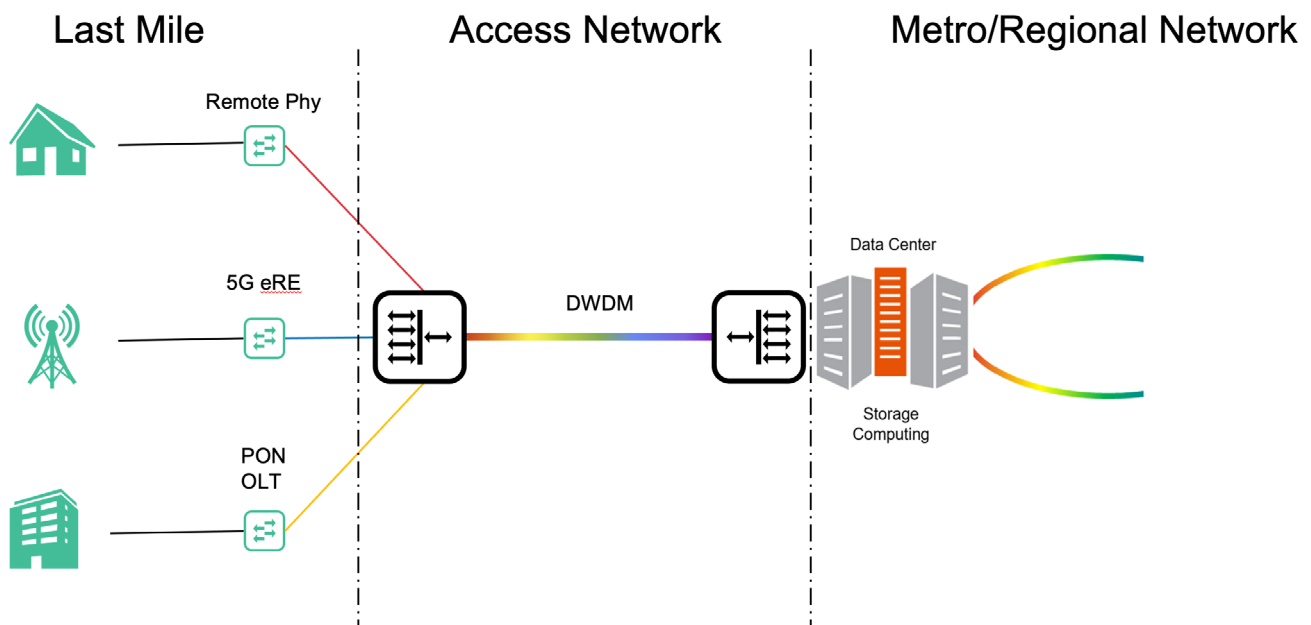 Last Mile
Access Network
Metro/Regional Network
Remote Phy
5G eRE
PON
OLT
DWDM
Data Center
Storage
Computing